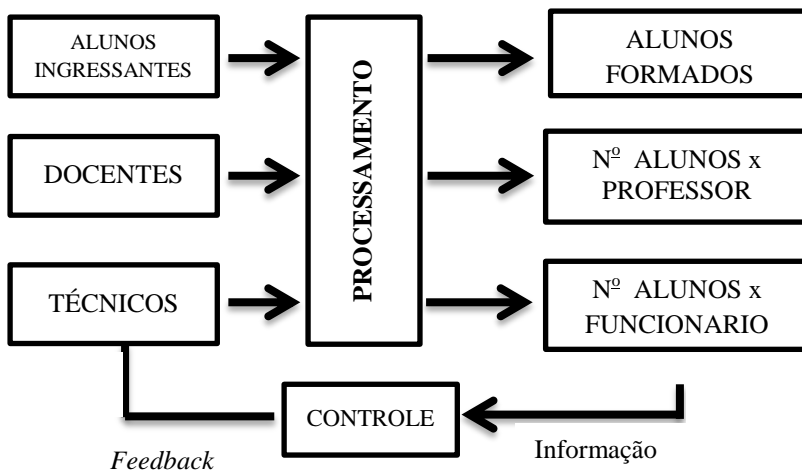 ALUNOS
INGRESSANTES
DOCENTES
TÉCNICOS
PROCESSAMENTO
ALUNOS
FORMADOS
Nº ALUNOS x
PROFESSOR
Nº ALUNOS x
FUNCIONARIO
CONTROLE
Feedback
Informação